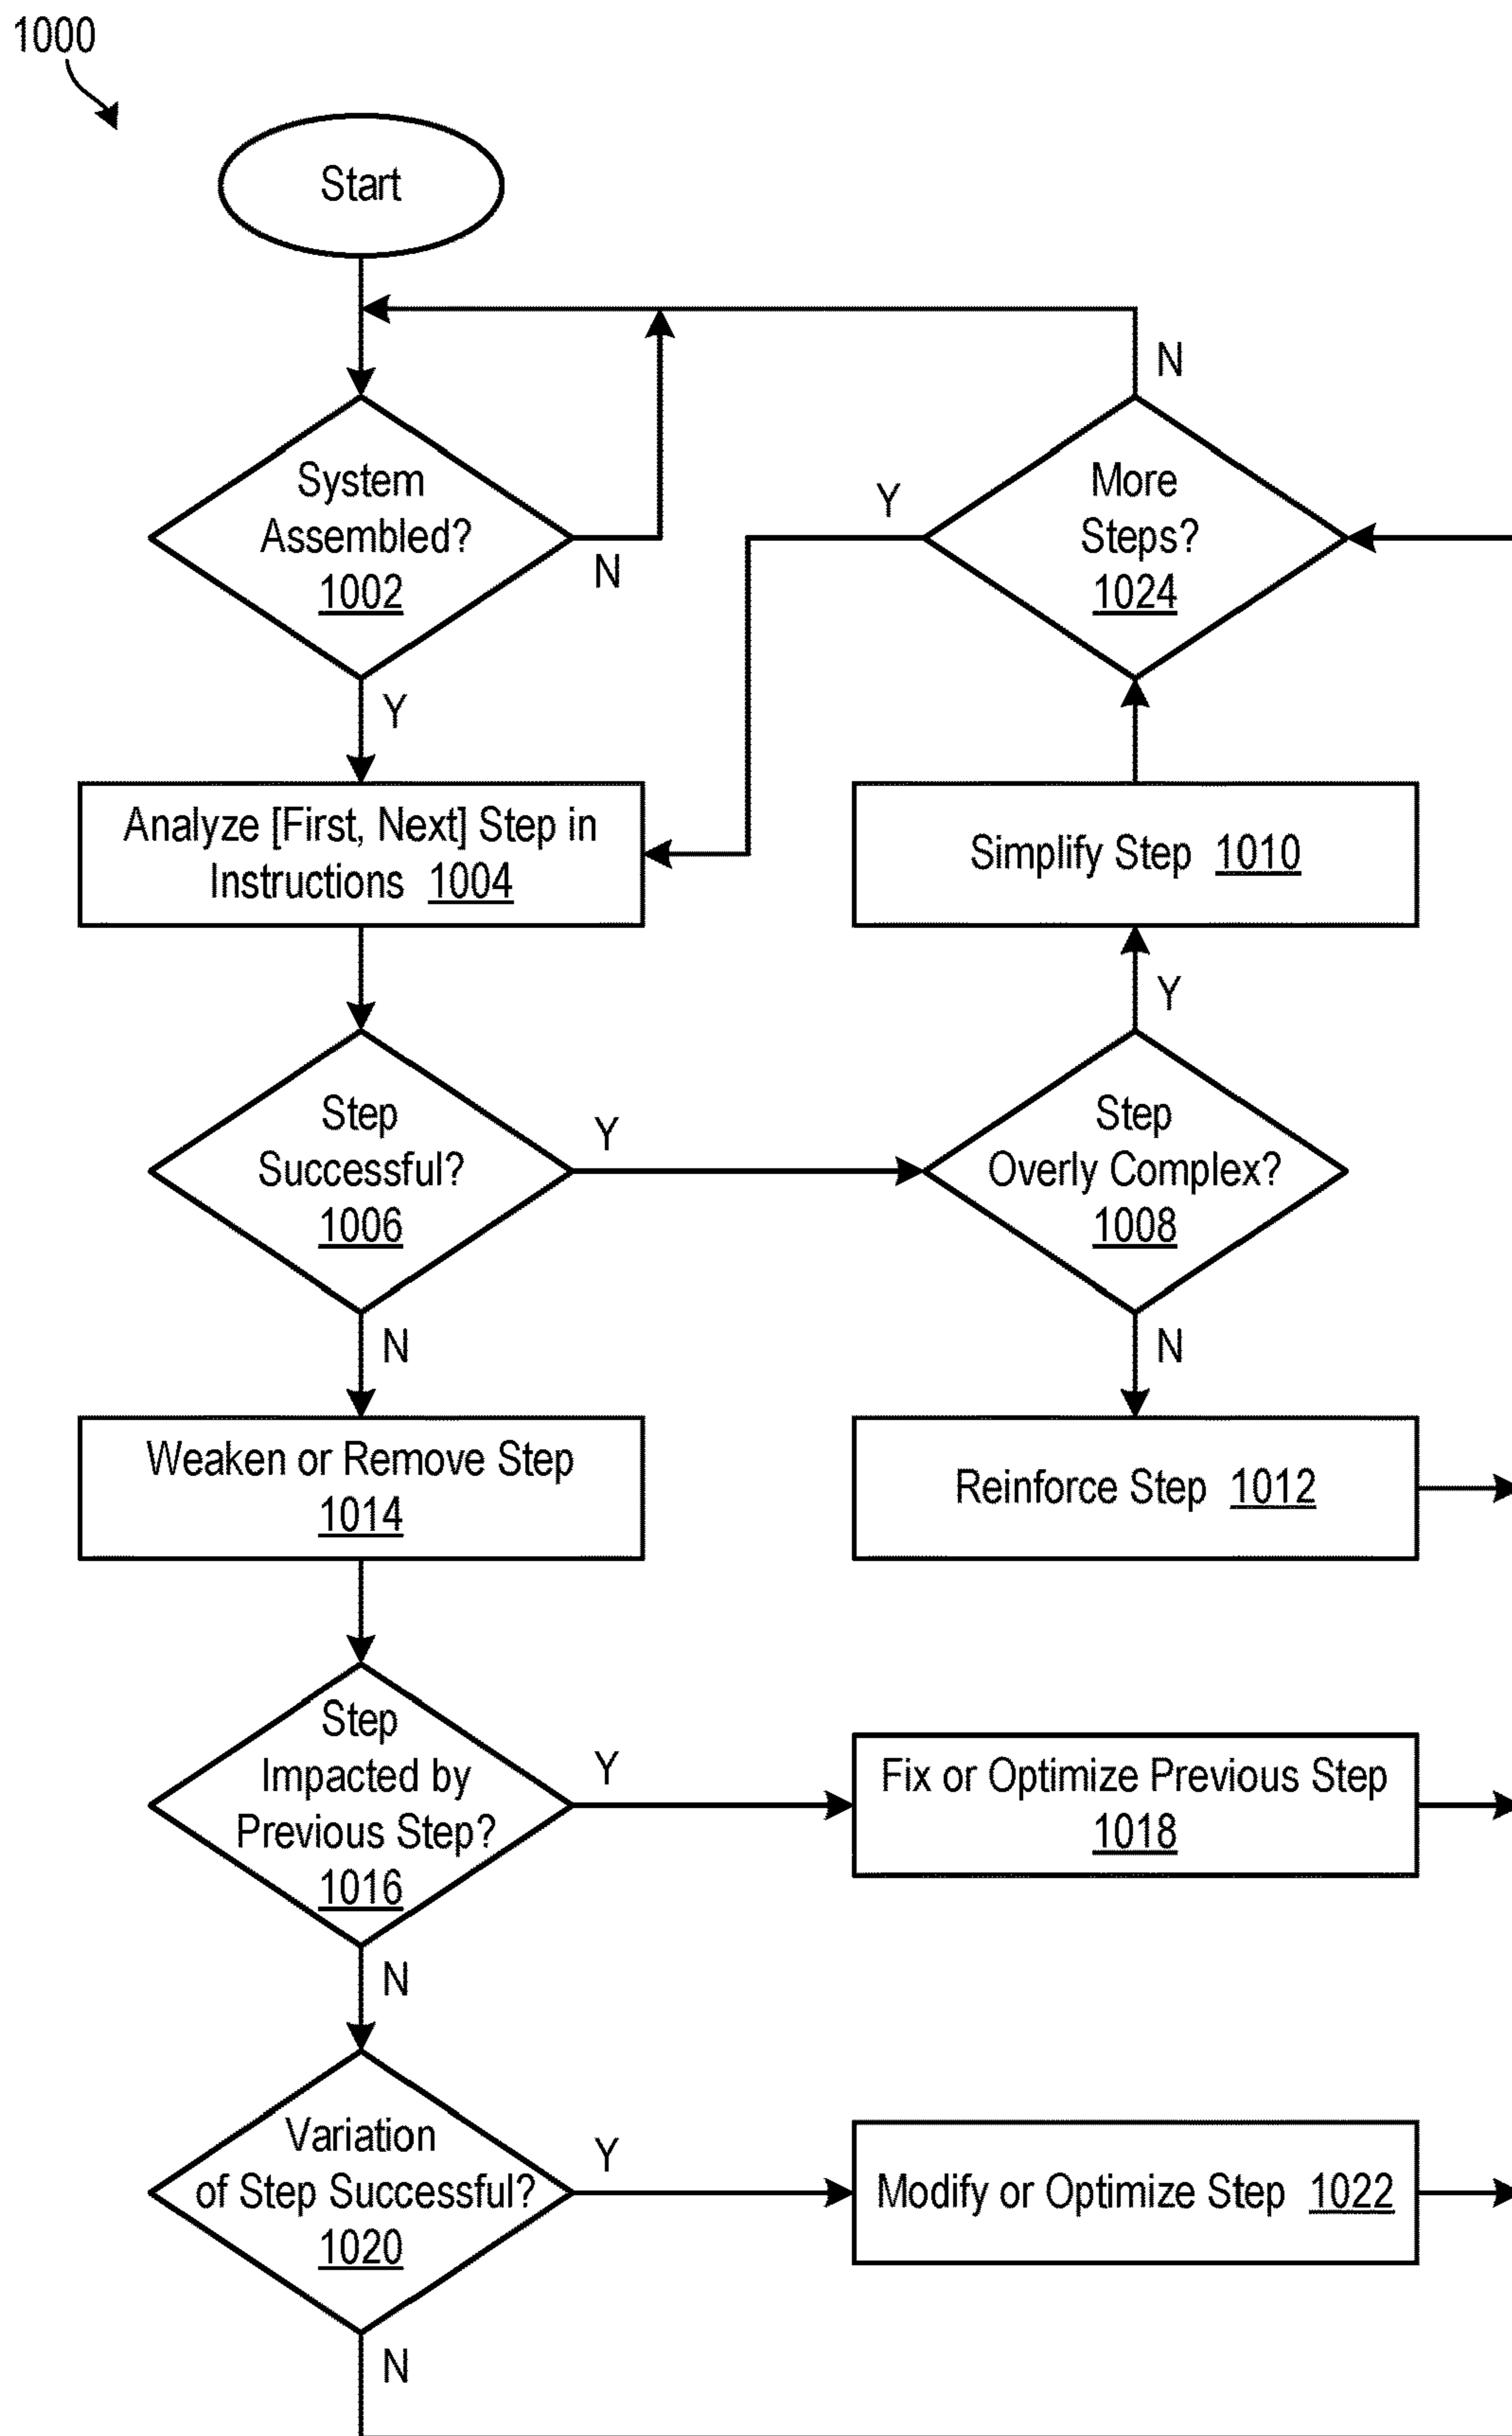 1000
Start
N
System
Assembled?
1002
N
Y
More
Steps?
1024
Y
Analyze [First, Next] Step in
Instructions 1004
Simplify Step 1010
Y
Step
Successful?
1006
Y
Step
Overly Complex?
1008
N
N
Weaken or Remove Step
1014
Reinforce Step 1012
Step
Impacted by
Previous Step?
1016
Y
Fix or Optimize Previous Step
1018
N
Variation
of Step Successful?
1020
Y
Modify or Optimize Step 1022
N